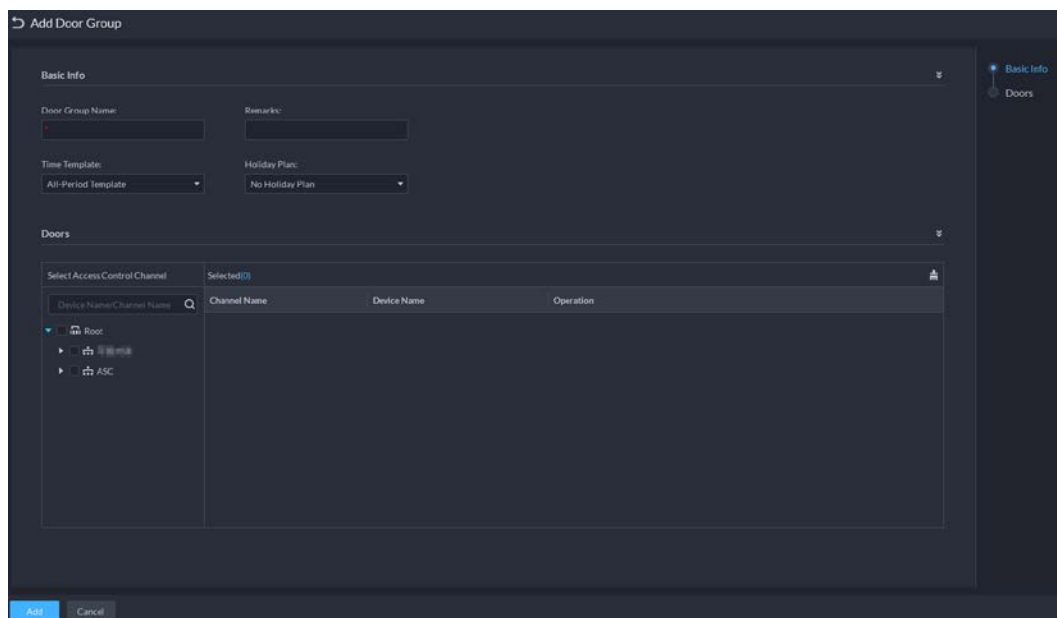 Add Door Group
Basic Info
Basic Info
Doors
Door Group Name:
Remarks:
*
Time Template:
Holiday Plan:
All-Period Template
No Holiday Plan
Doors
Select Access Control Channel
Selected(0)
Device Name/Channel Name
Channel Name
Device Name
Operation
Root
ASC
Add
Cancel